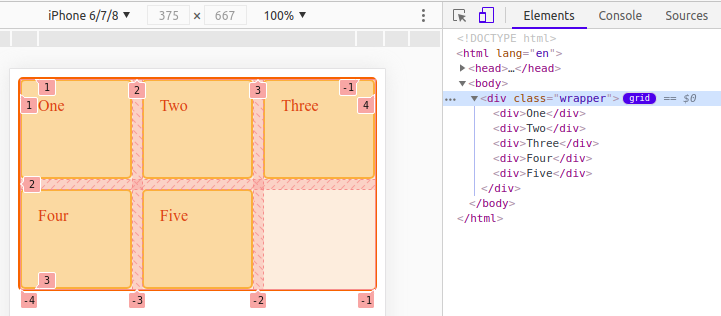 iPhone 6/7/8 ▼ 375 × 667 100% ▼
Elements Console Sources
<!DOCTYPE html>
<html lang="en">
▶<head>…</head>
▼<body>
… ▼<div class="wrapper"> grid == $0
<div>One</div>
<div>Two</div>
<div>Three</div>
<div>Four</div>
<div>Five</div>
</div>
</body>
</html>
1 2 3 -1
1 One Two Three 4
2
Four Five
3
-4 -3 -2 -1